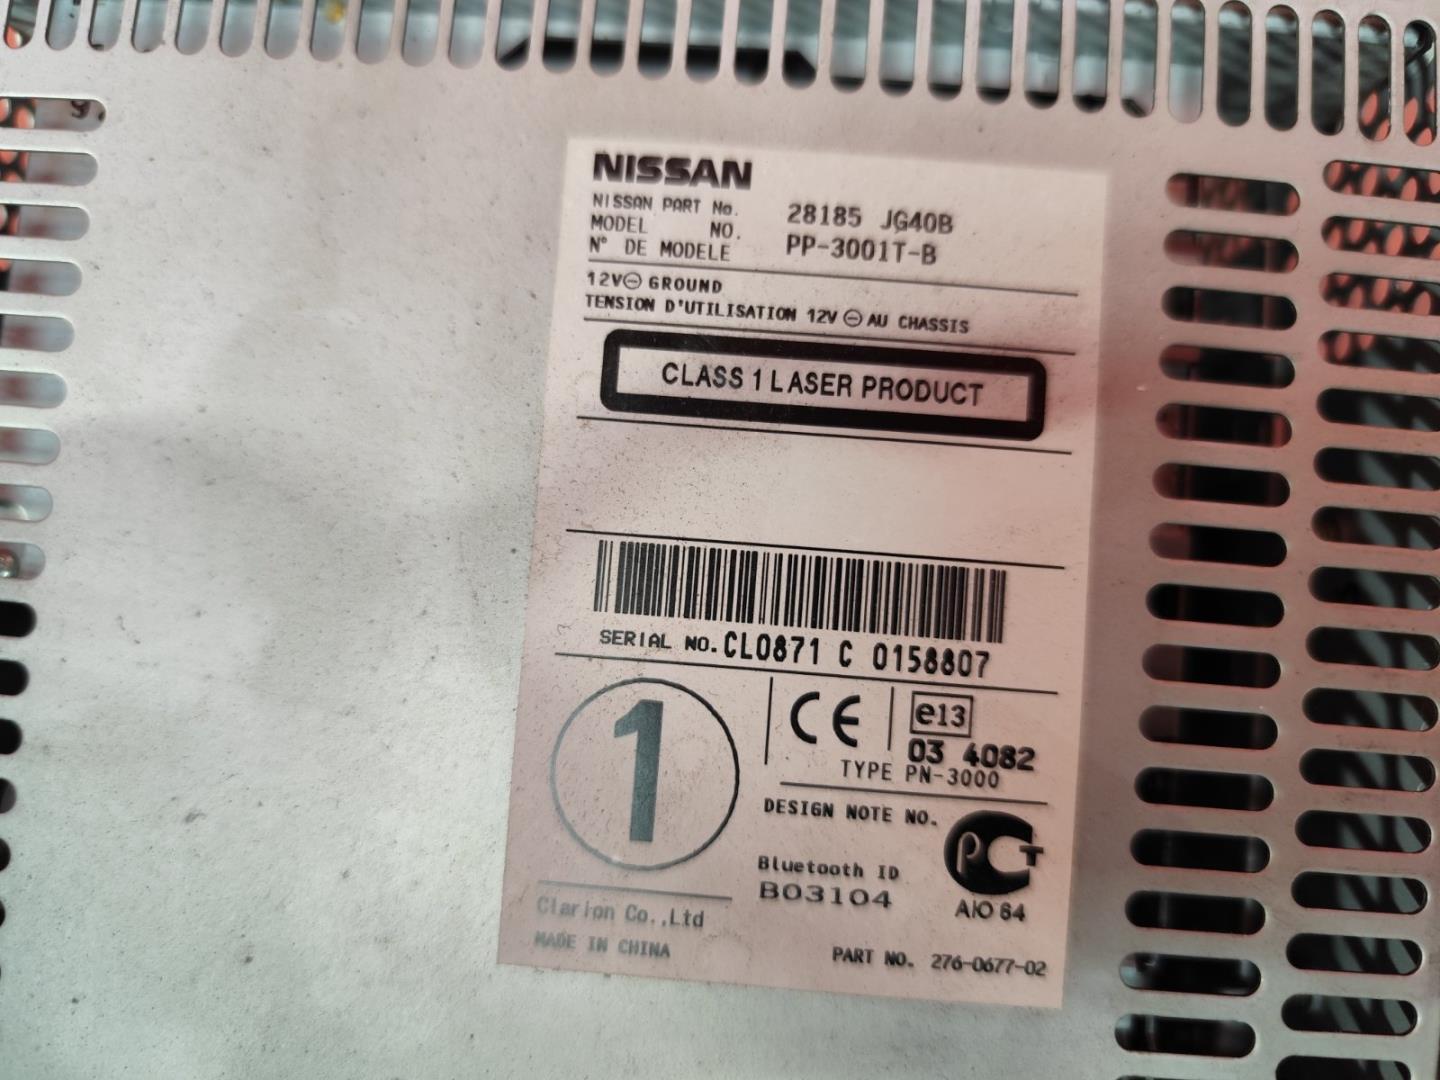 NISSAN
NISSAN PART No. 28185 JG40B
MODEL NO. PP-3001T-B
N° DE MODELE
12V⊖ GROUND
TENSION D'UTILISATION 12V ⊖ AU CHASSIS
CLASS 1 LASER PRODUCT
SERIAL NO. CL0871 C 0158807
1
CE
e13
03 4082
TYPE PN-3000
DESIGN NOTE NO.
PCT
АЮ 64
Bluetooth ID
B03104
Clarion Co.,Ltd
MADE IN CHINA
PART NO. 276-0677-02